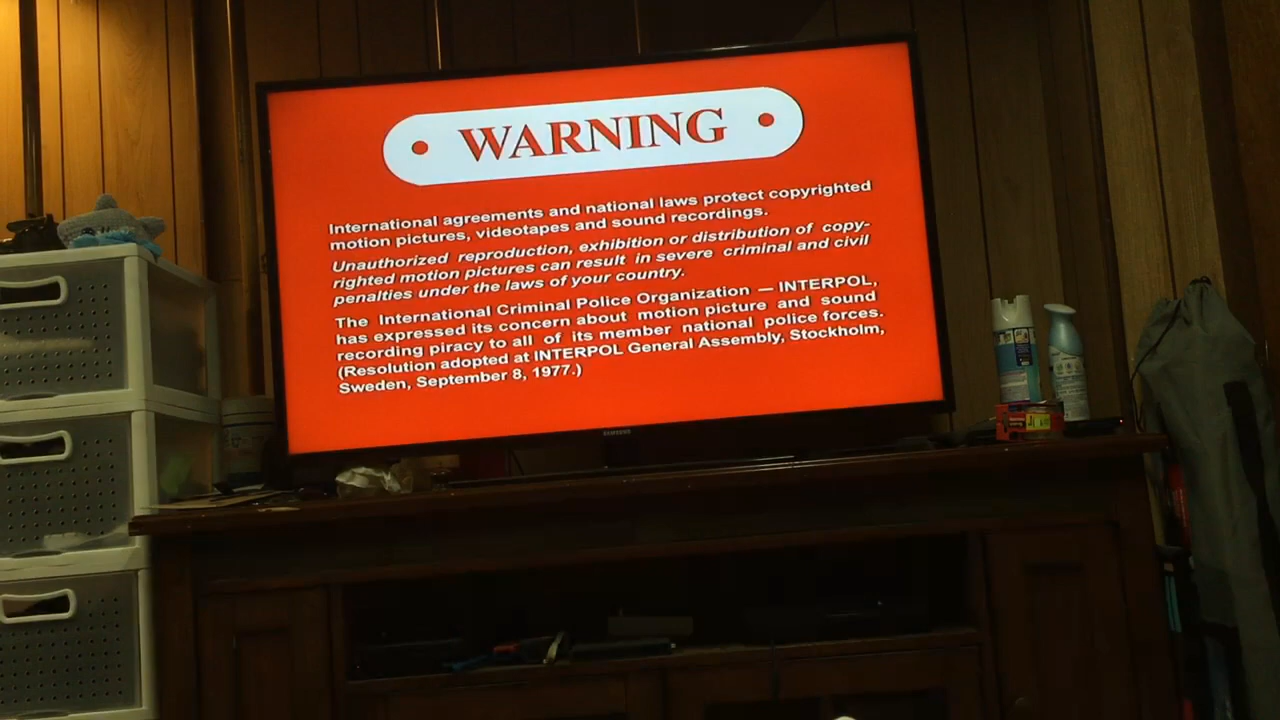 WARNING
International agreements and national laws protect copyrighted
motion pictures, videotapes and sound recordings.
Unauthorized reproduction, exhibition or distribution of copy-
righted motion pictures can result in severe criminal and civil
penalties under the laws of your country.
The International Criminal Police Organization — INTERPOL,
has expressed its concern about motion picture and sound
recording piracy to all of its member national police forces.
(Resolution adopted at INTERPOL General Assembly, Stockholm,
Sweden, September 8, 1977.)
SAMSUNG